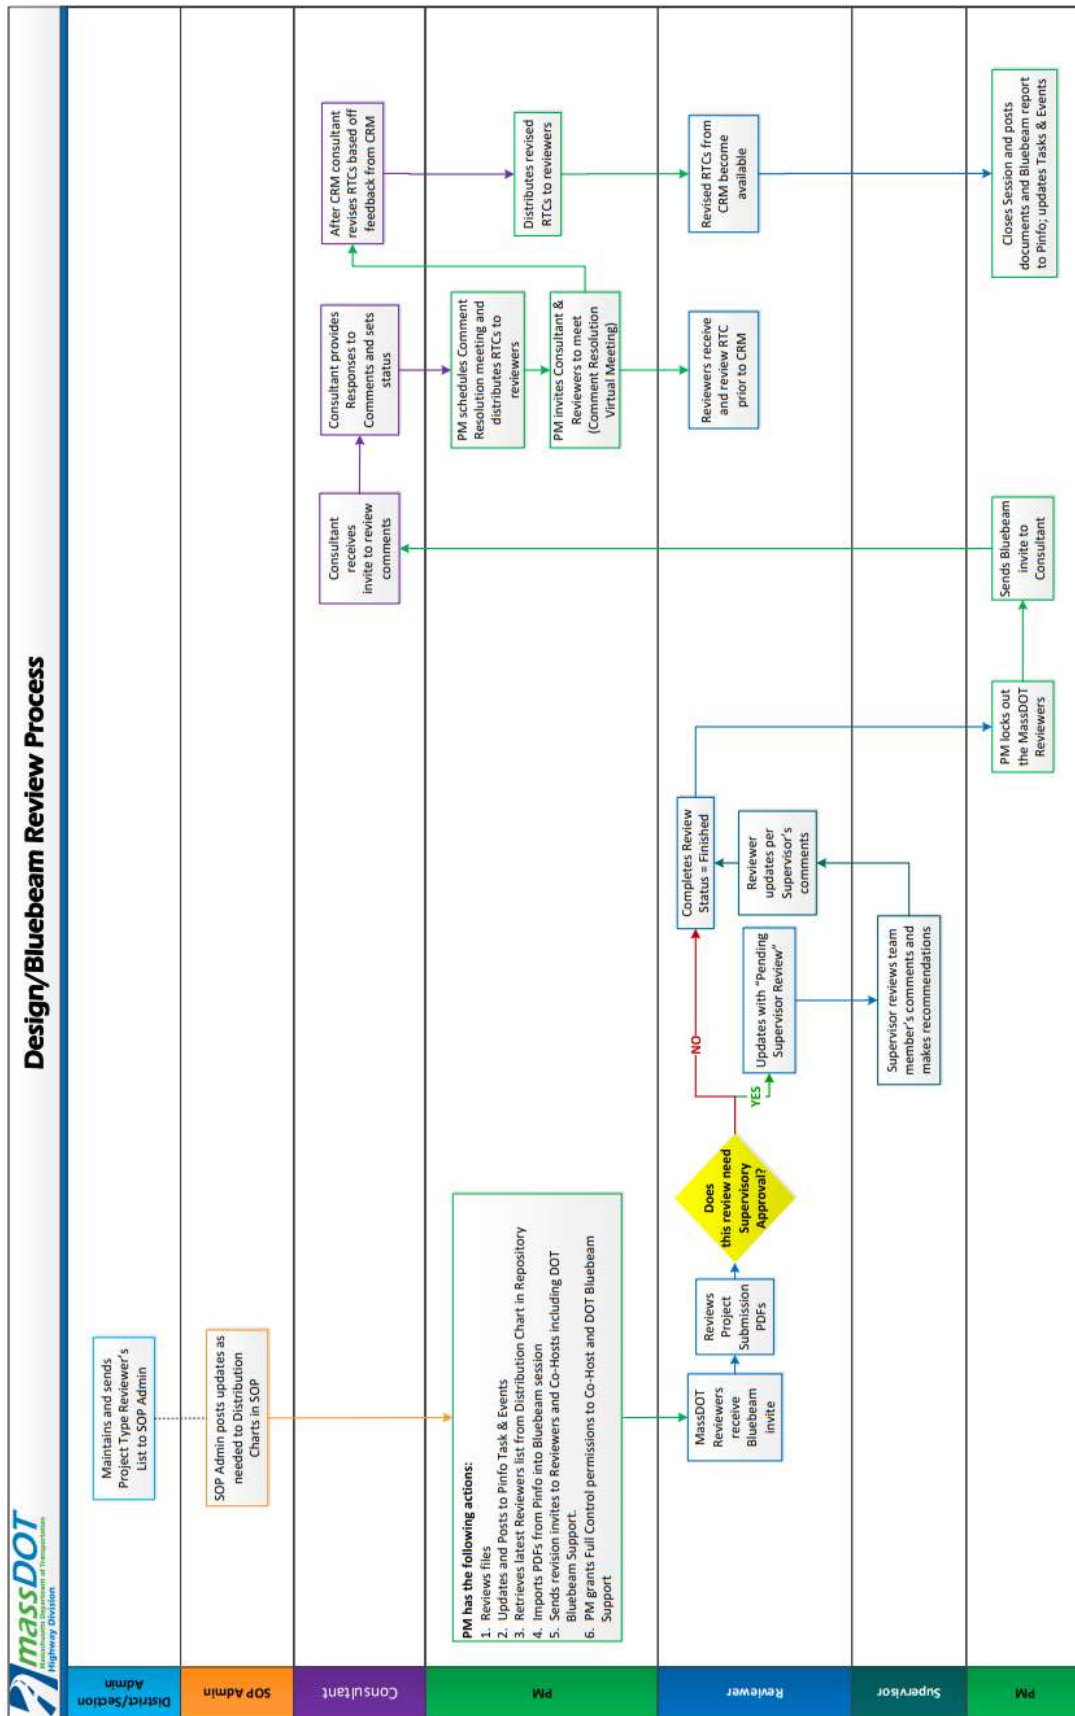 massDOT
Massachusetts Department of Transportation
Highway Division
Design/Bluebeam Review Process
District/Section
Admin
Maintains and sends
Project Type Reviewer's
List to SOP Admin
SOP Admin
SOP Admin posts updates as
needed to Distribution
Charts in SOP
Consultant
Consultant
receives
invite to review
comments
Consultant provides
Responses to
Comments and sets
status
After CRM consultant
revises RTCs based off
feedback from CRM
PM
PM has the following actions:
1. Reviews files
2. Updates and Posts to Pinfo Task & Events
3. Retrieves latest Reviewers list from Distribution Chart in Repository
4. Imports PDFs from Pinfo into Bluebeam session
5. Sends revision invites to Reviewers and Co-Hosts including DOT
Bluebeam Support.
6. PM grants Full Control permissions to Co-Host and DOT Bluebeam
Support
PM schedules Comment
Resolution meeting and
distributes RTCs to
reviewers
PM invites Consultant &
Reviewers to meet
(Comment Resolution
Virtual Meeting)
Distributes revised
RTCs to reviewers
Reviewer
MassDOT
Reviewers
receive
Bluebeam
invite
Reviews
Project
Submission
PDFs
Does
this review need
Supervisory
Approval?
NO
YES
Updates with "Pending
Supervisor Review"
Completes Review
Status = Finished
Reviewer
updates per
Supervisor's
comments
Reviewers receive
and review RTC
prior to CRM
Revised RTCs from
CRM become
available
Supervisor
Supervisor reviews team
member's comments and
makes recommendations
PM
PM locks out
the MassDOT
Reviewers
Sends Bluebeam
invite to
Consultant
Closes Session and posts
documents and Bluebeam report
to Pinfo; updates Tasks & Events